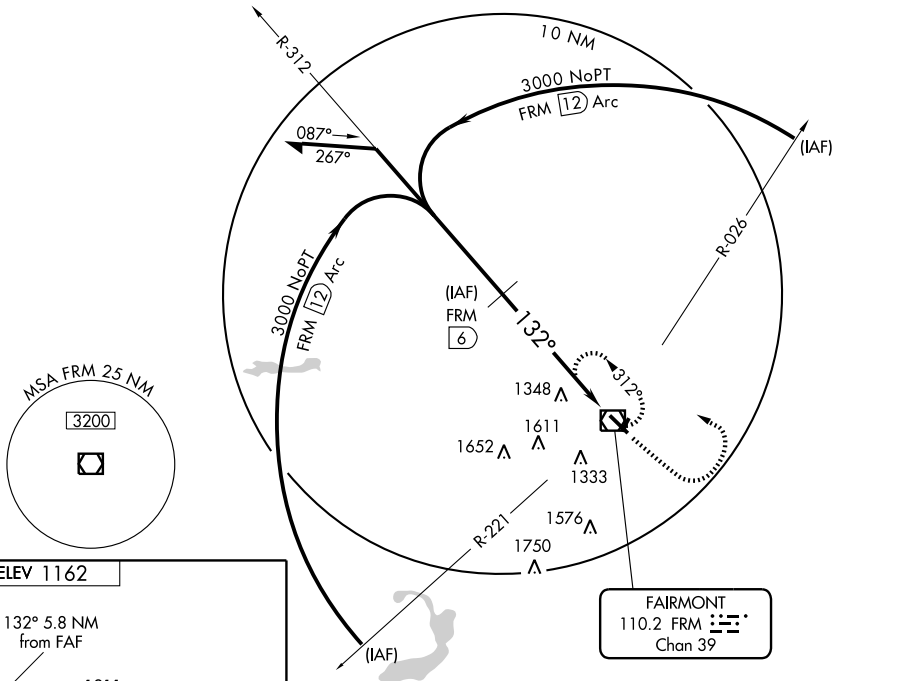 10 NM
R-312
3000 NoPT
FRM 12 Arc
(IAF)
087°
267°
R-026
3000 NoPT
FRM 12 Arc
(IAF)
FRM
6
132°
312°
MSA FRM 25 NM
3200
1348
1611
1652
1333
R-221
1576
1750
ELEV 1162
132° 5.8 NM
from FAF
(IAF)
FAIRMONT
110.2 FRM
Chan 39